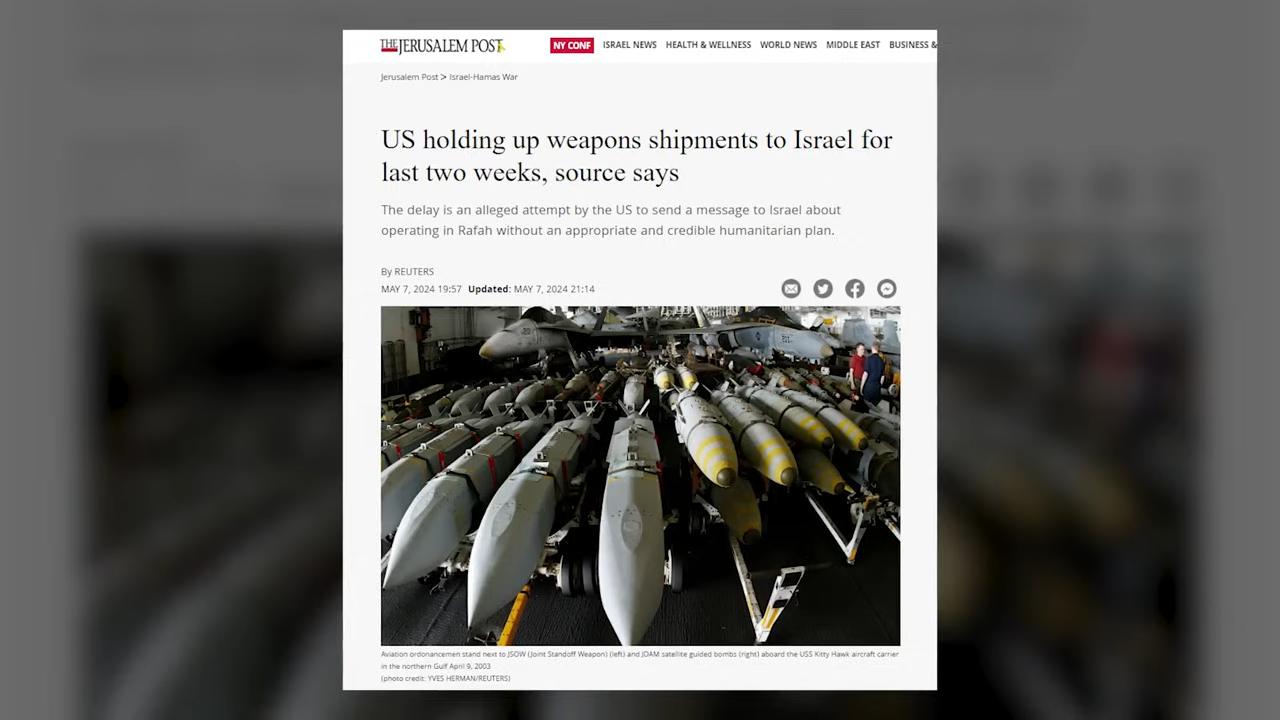 THE JERUSALEM POST
NY CONF ISRAEL NEWS HEALTH & WELLNESS WORLD NEWS MIDDLE EAST BUSINESS &
Jerusalem Post > Israel-Hamas War
US holding up weapons shipments to Israel for
last two weeks, source says
The delay is an alleged attempt by the US to send a message to Israel about
operating in Rafah without an appropriate and credible humanitarian plan.
By REUTERS
MAY 7, 2024 19:57 Updated: MAY 7, 2024 21:14
Aviation ordonancemen stand next to JSOW (Joint Standoff Weapon) (left) and JDAM satellite guided bombs (right) aboard the USS Kitty Hawk aircraft carrier
in the northern Gulf April 9, 2003
(photo credit: YVES HERMAN/REUTERS)